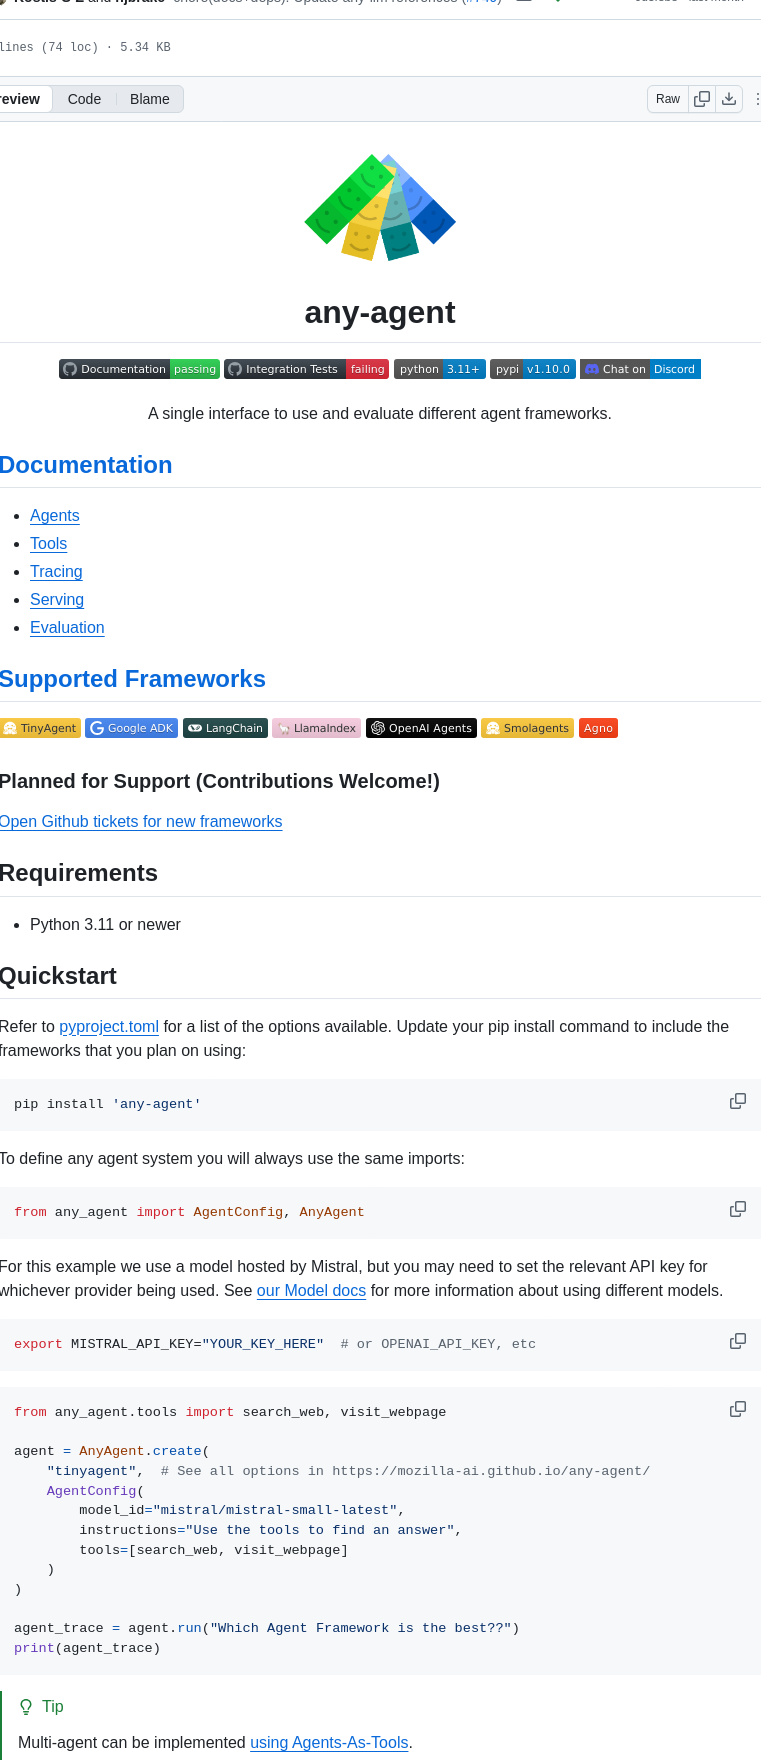 lines (74 loc) · 5.34 KB
Code Blame Raw
any-agent
Documentation passing Integration Tests failing python 3.11+ pypi v1.10.0 Chat on Discord
A single interface to use and evaluate different agent frameworks.
Documentation
Agents
Tools
Tracing
Serving
Evaluation
Supported Frameworks
TinyAgent Google ADK LangChain LlamaIndex OpenAI Agents Smolagents Agno
Planned for Support (Contributions Welcome!)
Open Github tickets for new frameworks
Requirements
Python 3.11 or newer
Quickstart
Refer to pyproject.toml for a list of the options available. Update your pip install command to include the
frameworks that you plan on using:
pip install 'any-agent'
To define any agent system you will always use the same imports:
from any_agent import AgentConfig, AnyAgent
For this example we use a model hosted by Mistral, but you may need to set the relevant API key for
whichever provider being used. See our Model docs for more information about using different models.
export MISTRAL_API_KEY="YOUR_KEY_HERE"  # or OPENAI_API_KEY, etc
from any_agent.tools import search_web, visit_webpage
agent = AnyAgent.create(
    "tinyagent",  # See all options in https://mozilla-ai.github.io/any-agent/
    AgentConfig(
        model_id="mistral/mistral-small-latest",
        instructions="Use the tools to find an answer",
        tools=[search_web, visit_webpage]
    )
)
agent_trace = agent.run("Which Agent Framework is the best??")
print(agent_trace)
Tip
Multi-agent can be implemented using Agents-As-Tools.